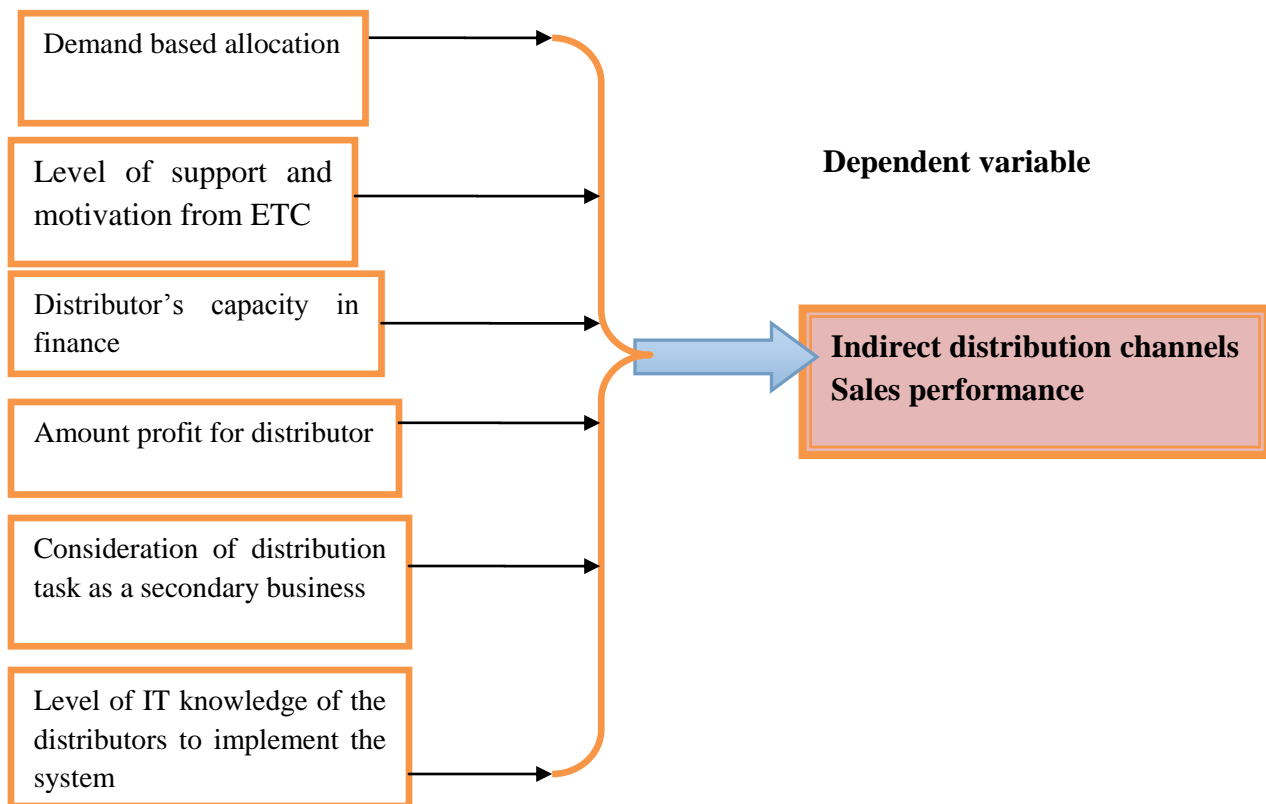 Demand based allocation
Level of support and
motivation from ETC
Dependent variable
Distributor’s capacity in
finance
Indirect distribution channels
Sales performance
Amount profit for distributor
Consideration of distribution
task as a secondary business
Level of IT knowledge of the
distributors to implement the
system